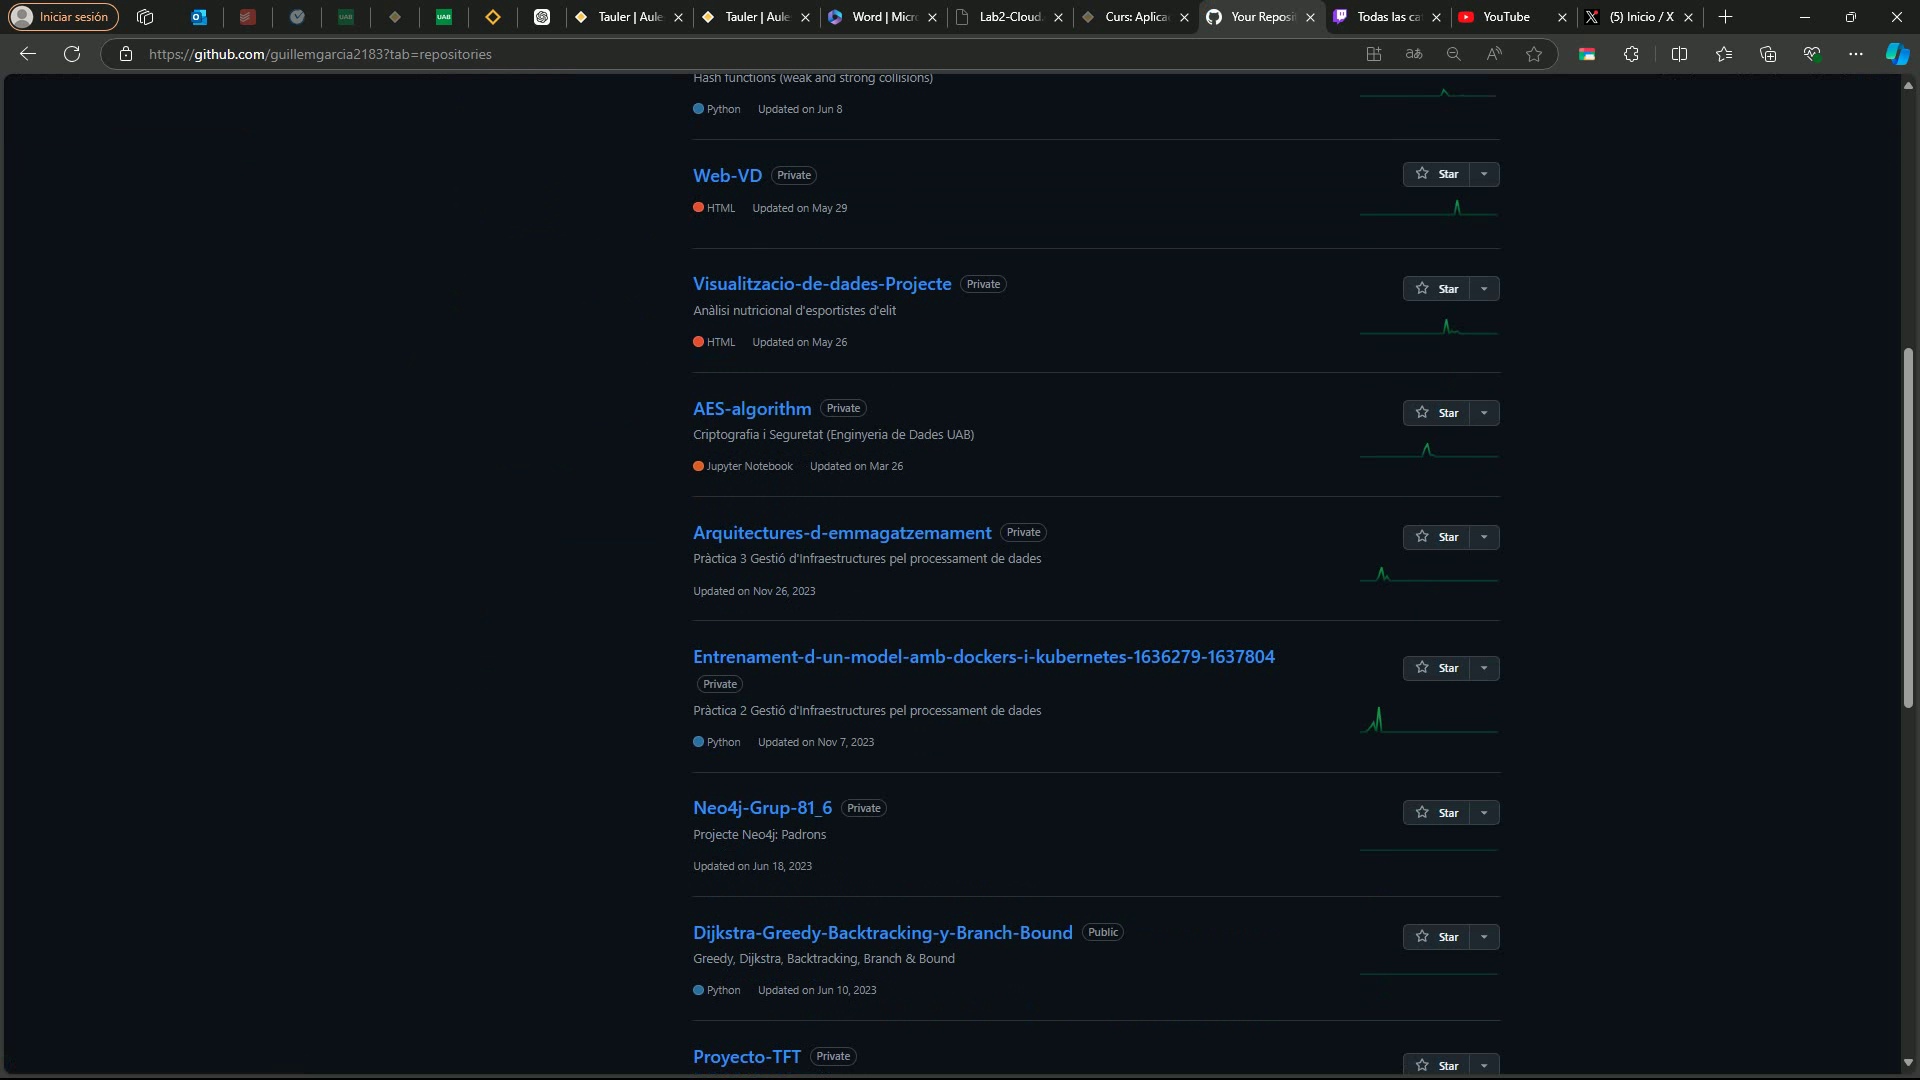 Iniciar sesión
UAB
UAB
Tauler | Aule
Tauler | Aule
Word | Micro
Lab2-Cloud.
Curs: Aplica
Your Reposit
Todas las ca
YouTube
(5) Inicio / X
https://github.com/guillemgarcia2183?tab=repositories
Hash functions (weak and strong collisions)
Python Updated on Jun 8
Web-VD Private
Star
HTML Updated on May 29
Visualitzacio-de-dades-Projecte Private
Star
Anàlisi nutricional d'esportistes d'elit
HTML Updated on May 26
AES-algorithm Private
Star
Criptografia i Seguretat (Enginyeria de Dades UAB)
Jupyter Notebook Updated on Mar 26
Arquitectures-d-emmagatzemament Private
Star
Pràctica 3 Gestió d'Infraestructures pel processament de dades
Updated on Nov 26, 2023
Entrenament-d-un-model-amb-dockers-i-kubernetes-1636279-1637804
Star
Private
Pràctica 2 Gestió d'Infraestructures pel processament de dades
Python Updated on Nov 7, 2023
Neo4j-Grup-81_6 Private
Star
Projecte Neo4j: Padrons
Updated on Jun 18, 2023
Dijkstra-Greedy-Backtracking-y-Branch-Bound Public
Star
Greedy, Dijkstra, Backtracking, Branch & Bound
Python Updated on Jun 10, 2023
Proyecto-TFT Private
Star